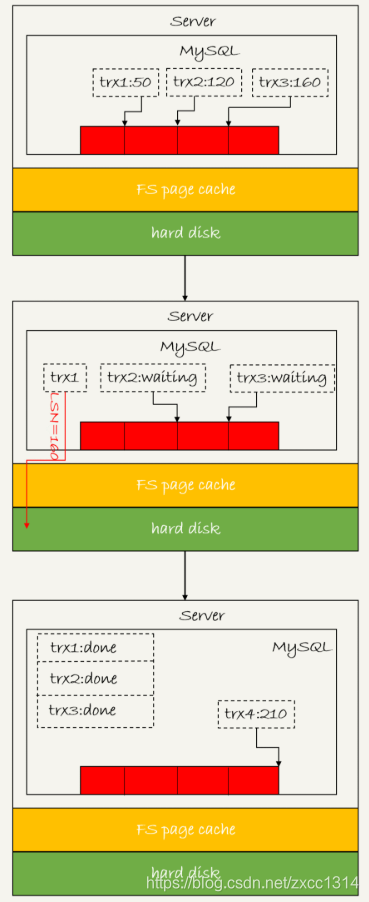 Server
MySQL
trx1:50 trx2:120 trx3:160
FS page cache
hard disk
Server
MySQL
trx1 trx2:waiting trx3:waiting
LSN=160
FS page cache
hard disk
Server
MySQL
trx1:done
trx2:done
trx3:done
trx4:210
FS page cache
hard disk
https://blog.csdn.net/zxcc1314